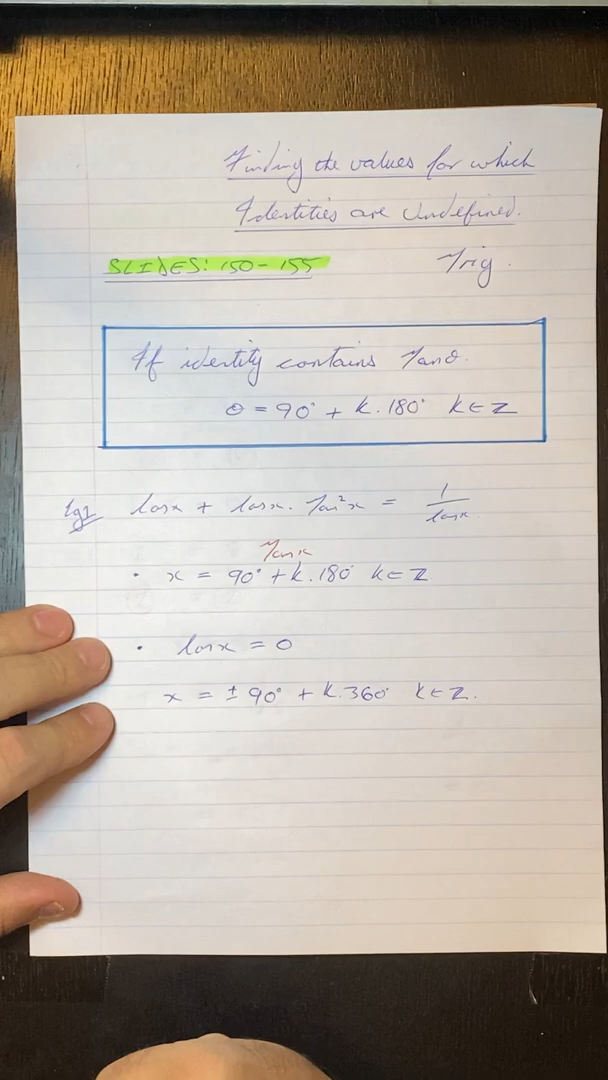 Finding the values for which
Identities are Undefined.
SLIDES: 150-155
Trig.
If identity contains Tanθ.
θ = 90° + k.180° k∈Z
Eg1 Cosx + Cosx. Tan²x = 1/Cosx
Tanx
• x = 90° + k.180° k∈Z
• Cosx = 0
x = ± 90° + k.360° k∈Z.